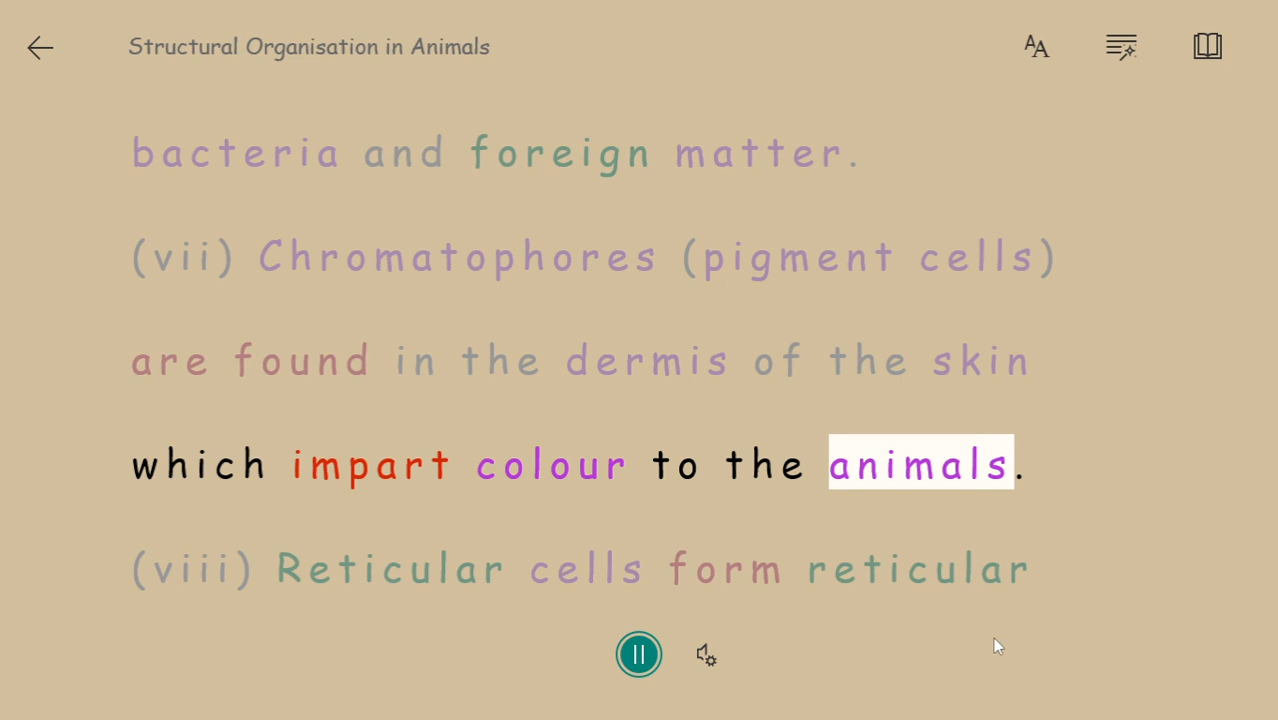 Structural Organisation in Animals
bacteria and foreign matter.
(vii) Chromatophores (pigment cells)
are found in the dermis of the skin
which impart colour to the animals.
(viii) Reticular cells form reticular